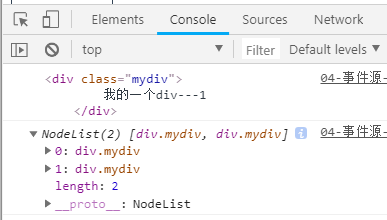 Elements Console Sources Network
top Filter Default levels
<div class="mydiv"> 04-事件源-
我的一个div---1
</div>
NodeList(2) [div.mydiv, div.mydiv] 04-事件源-
0: div.mydiv
1: div.mydiv
length: 2
__proto__: NodeList